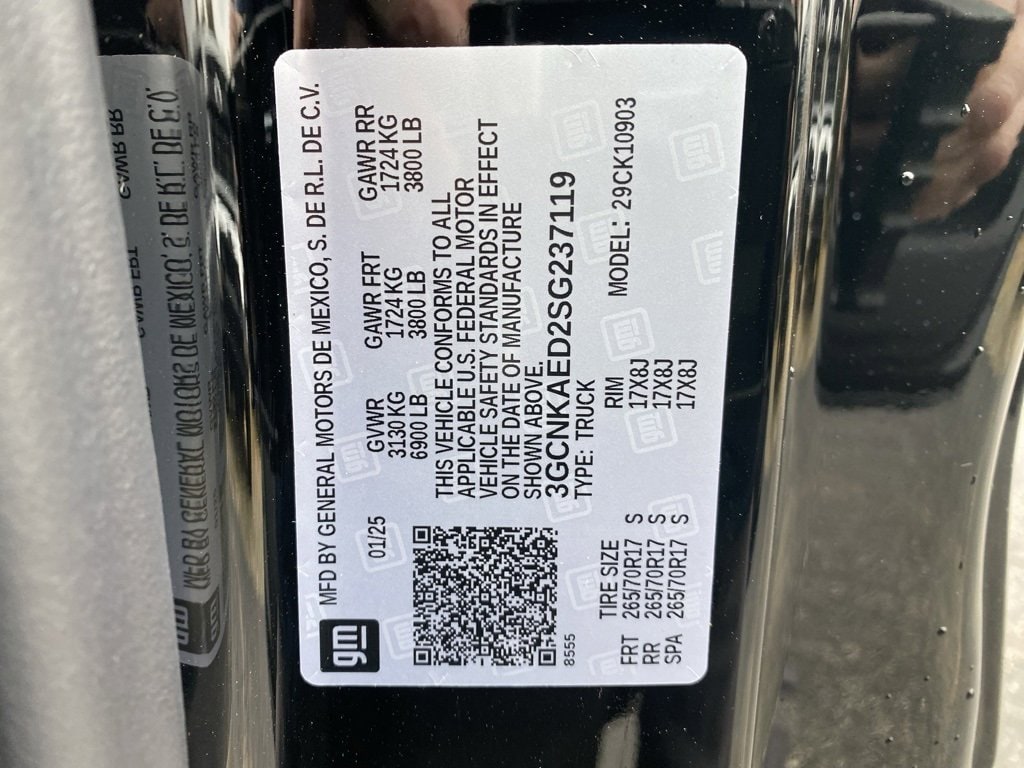 gm
MFD BY GENERAL MOTORS DE MEXICO, S. DE R.L. DE C.V.
01/25 GVWR GAWR FRT GAWR RR
3130 KG 1724 KG 1724 KG
6900 LB 3800 LB 3800 LB
THIS VEHICLE CONFORMS TO ALL
APPLICABLE U.S. FEDERAL MOTOR
VEHICLE SAFETY STANDARDS IN EFFECT
ON THE DATE OF MANUFACTURE
SHOWN ABOVE.
3GCNKAED2SG237119
8555 TYPE: TRUCK
TIRE SIZE RIM MODEL: 29CK10903
FRT 265/70R17 S 17X8J
RR 265/70R17 S 17X8J
SPA 265/70R17 S 17X8J